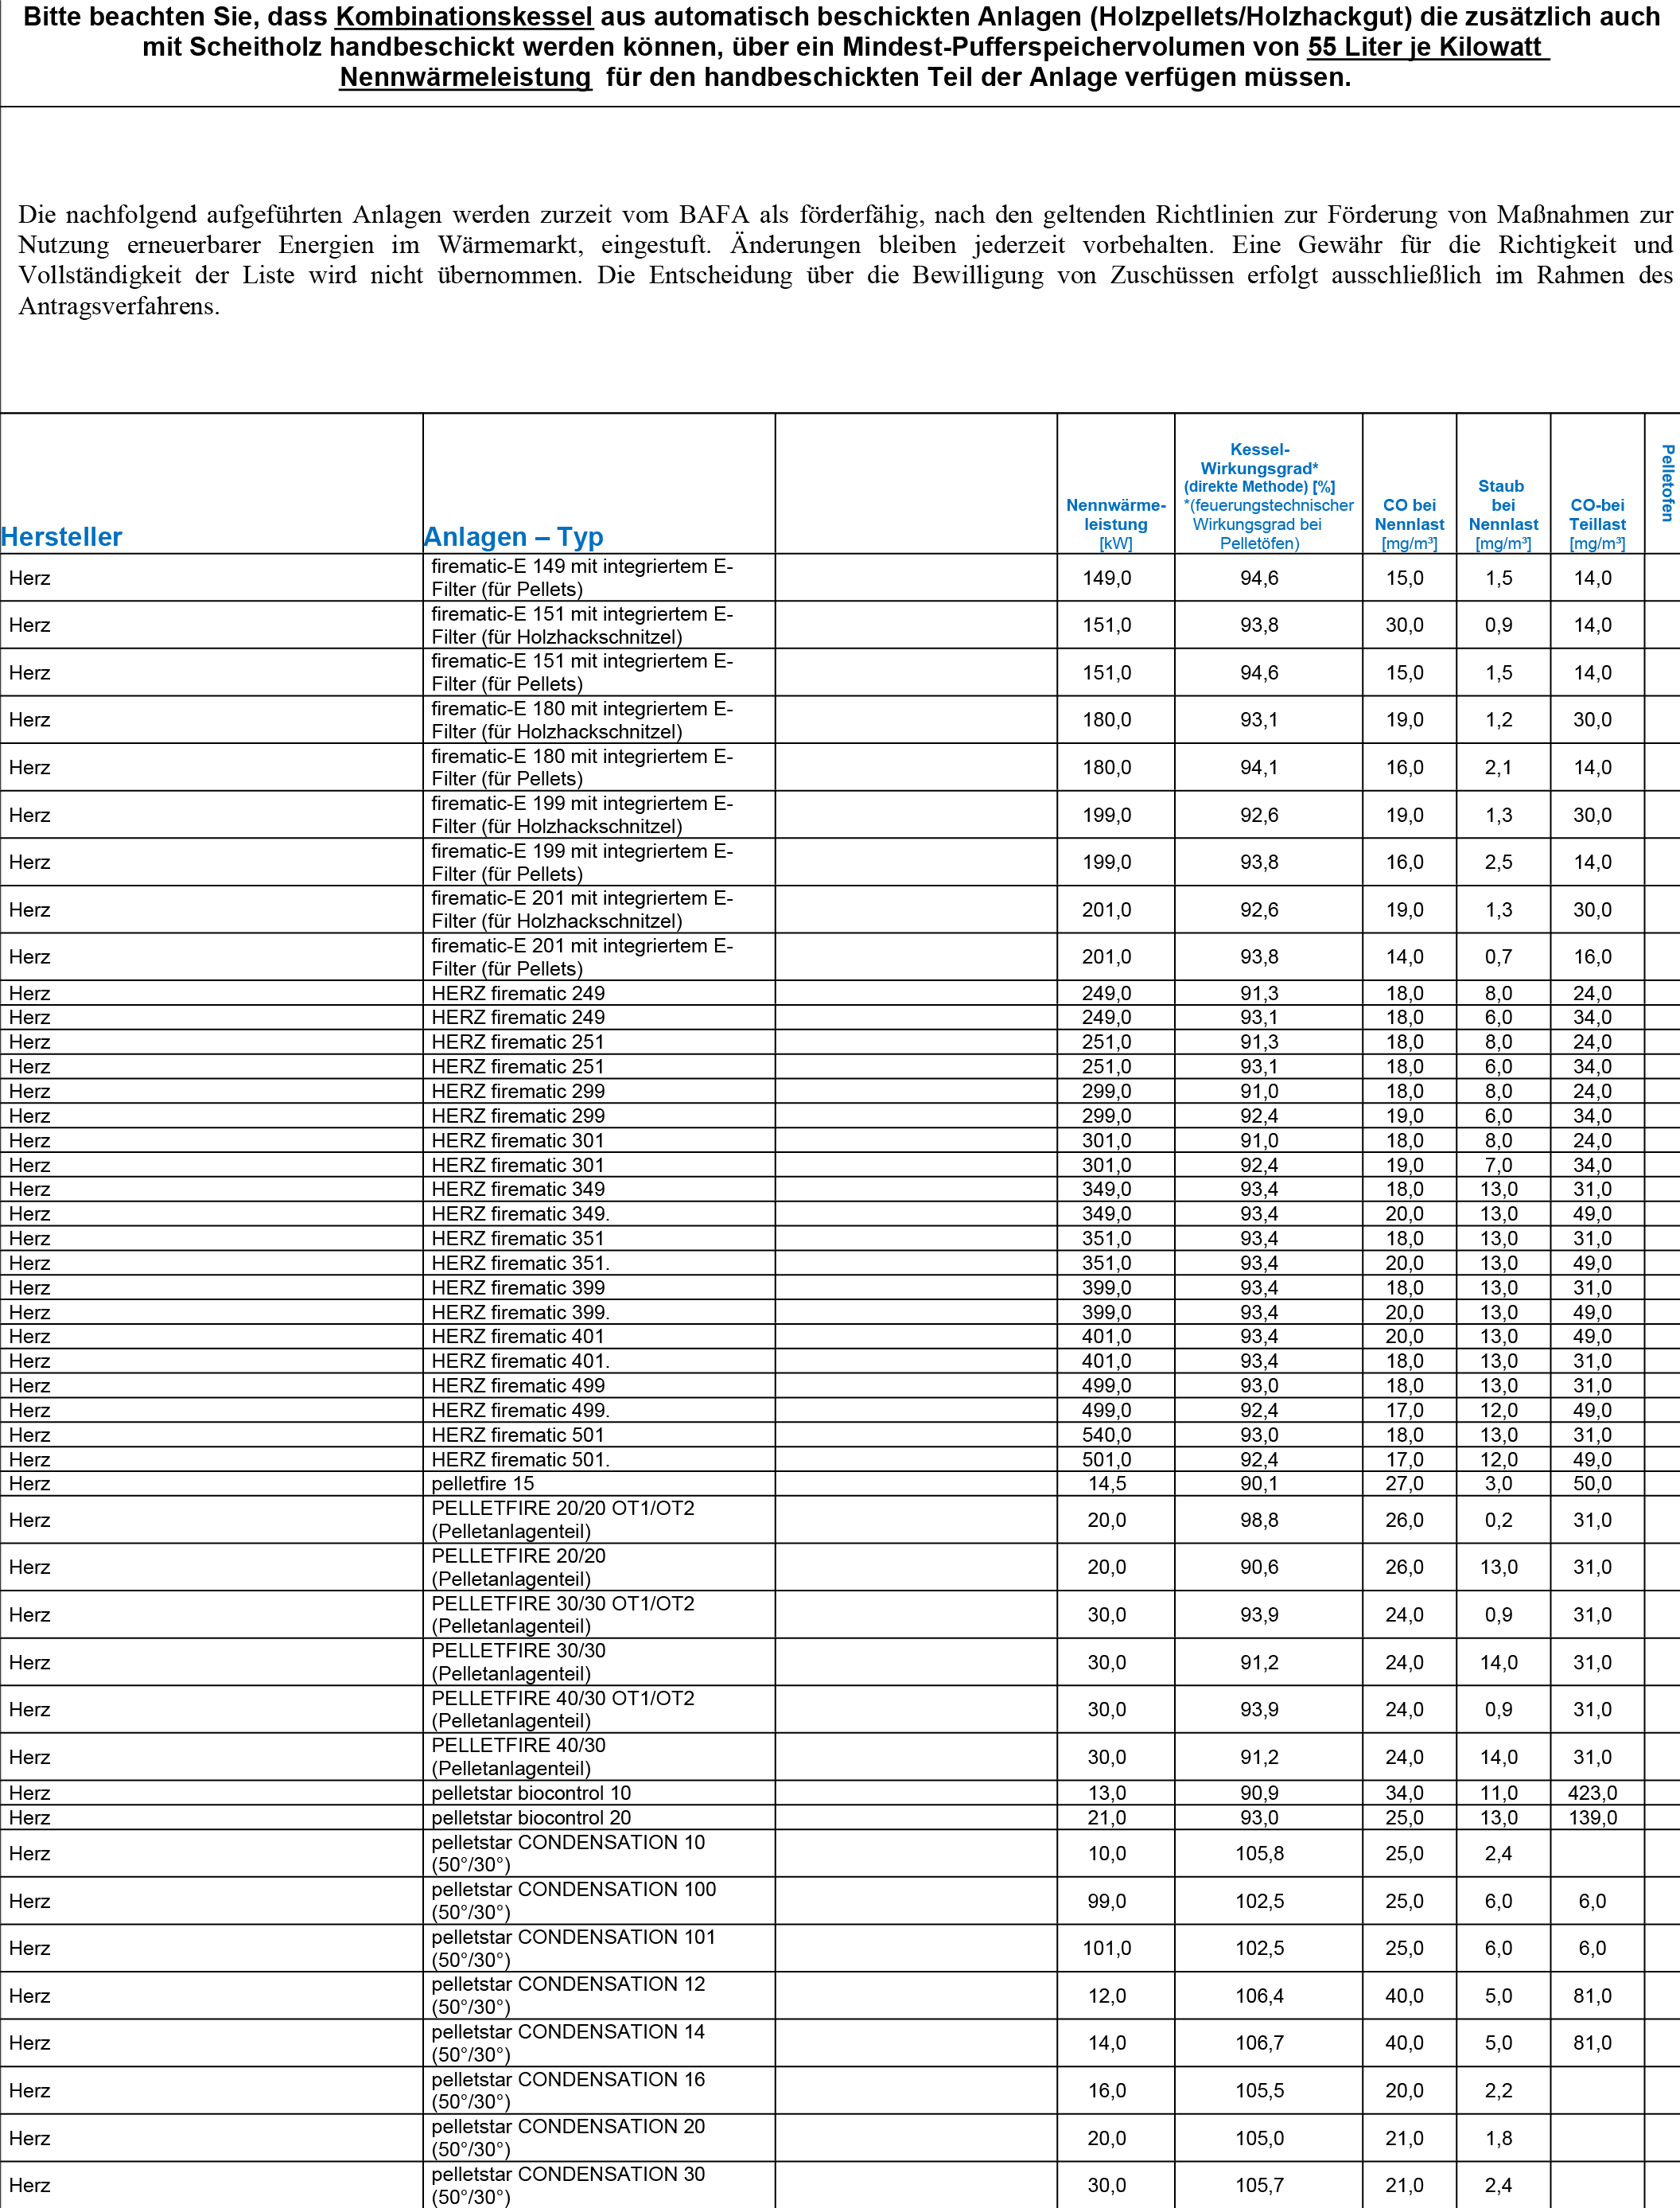 Bitte beachten Sie, dass Kombinationskessel aus automatisch beschickten Anlagen (Holzpellets/Holzhackgut) die zusätzlich auch
mit Scheitholz handbeschickt werden können, über ein Mindest-Pufferspeichervolumen von 55 Liter je Kilowatt
Nennwärmeleistung für den handbeschickten Teil der Anlage verfügen müssen.
Die nachfolgend aufgeführten Anlagen werden zurzeit vom BAFA als förderfähig, nach den geltenden Richtlinien zur Förderung von Maßnahmen zur
Nutzung erneuerbarer Energien im Wärmemarkt, eingestuft. Änderungen bleiben jederzeit vorbehalten. Eine Gewähr für die Richtigkeit und
Vollständigkeit der Liste wird nicht übernommen. Die Entscheidung über die Bewilligung von Zuschüssen erfolgt ausschließlich im Rahmen des
Antragsverfahrens.
Hersteller
Anlagen – Typ
Nennwärme-
leistung
[kW]
Kessel-
Wirkungsgrad*
(direkte Methode) [%]
*(feuerungstechnischer
Wirkungsgrad bei
Pelletöfen)
CO bei
Nennlast
[mg/m³]
Staub
bei
Nennlast
[mg/m³]
CO-bei
Teillast
[mg/m³]
Pelletofen
Herz firematic-E 149 mit integriertem E-
Filter (für Pellets) 149,0 94,6 15,0 1,5 14,0
Herz firematic-E 151 mit integriertem E-
Filter (für Holzhackschnitzel) 151,0 93,8 30,0 0,9 14,0
Herz firematic-E 151 mit integriertem E-
Filter (für Pellets) 151,0 94,6 15,0 1,5 14,0
Herz firematic-E 180 mit integriertem E-
Filter (für Holzhackschnitzel) 180,0 93,1 19,0 1,2 30,0
Herz firematic-E 180 mit integriertem E-
Filter (für Pellets) 180,0 94,1 16,0 2,1 14,0
Herz firematic-E 199 mit integriertem E-
Filter (für Holzhackschnitzel) 199,0 92,6 19,0 1,3 30,0
Herz firematic-E 199 mit integriertem E-
Filter (für Pellets) 199,0 93,8 16,0 2,5 14,0
Herz firematic-E 201 mit integriertem E-
Filter (für Holzhackschnitzel) 201,0 92,6 19,0 1,3 30,0
Herz firematic-E 201 mit integriertem E-
Filter (für Pellets) 201,0 93,8 14,0 0,7 16,0
Herz HERZ firematic 249 249,0 91,3 18,0 8,0 24,0
Herz HERZ firematic 249 249,0 93,1 18,0 6,0 34,0
Herz HERZ firematic 251 251,0 91,3 18,0 8,0 24,0
Herz HERZ firematic 251 251,0 93,1 18,0 6,0 34,0
Herz HERZ firematic 299 299,0 91,0 18,0 8,0 24,0
Herz HERZ firematic 299 299,0 92,4 19,0 6,0 34,0
Herz HERZ firematic 301 301,0 91,0 18,0 8,0 24,0
Herz HERZ firematic 301 301,0 92,4 19,0 7,0 34,0
Herz HERZ firematic 349 349,0 93,4 18,0 13,0 31,0
Herz HERZ firematic 349. 349,0 93,4 20,0 13,0 49,0
Herz HERZ firematic 351 351,0 93,4 18,0 13,0 31,0
Herz HERZ firematic 351. 351,0 93,4 20,0 13,0 49,0
Herz HERZ firematic 399 399,0 93,4 18,0 13,0 31,0
Herz HERZ firematic 399. 399,0 93,4 20,0 13,0 49,0
Herz HERZ firematic 401 401,0 93,4 20,0 13,0 49,0
Herz HERZ firematic 401. 401,0 93,4 18,0 13,0 31,0
Herz HERZ firematic 499 499,0 93,0 18,0 13,0 31,0
Herz HERZ firematic 499. 499,0 92,4 17,0 12,0 49,0
Herz HERZ firematic 501 540,0 93,0 18,0 13,0 31,0
Herz HERZ firematic 501. 501,0 92,4 17,0 12,0 49,0
Herz pelletfire 15 14,5 90,1 27,0 3,0 50,0
Herz PELLETFIRE 20/20 OT1/OT2
(Pelletanlagenteil) 20,0 98,8 26,0 0,2 31,0
Herz PELLETFIRE 20/20
(Pelletanlagenteil) 20,0 90,6 26,0 13,0 31,0
Herz PELLETFIRE 30/30 OT1/OT2
(Pelletanlagenteil) 30,0 93,9 24,0 0,9 31,0
Herz PELLETFIRE 30/30
(Pelletanlagenteil) 30,0 91,2 24,0 14,0 31,0
Herz PELLETFIRE 40/30 OT1/OT2
(Pelletanlagenteil) 30,0 93,9 24,0 0,9 31,0
Herz PELLETFIRE 40/30
(Pelletanlagenteil) 30,0 91,2 24,0 14,0 31,0
Herz pelletstar biocontrol 10 13,0 90,9 34,0 11,0 423,0
Herz pelletstar biocontrol 20 21,0 93,0 25,0 13,0 139,0
Herz pelletstar CONDENSATION 10
(50°/30°) 10,0 105,8 25,0 2,4
Herz pelletstar CONDENSATION 100
(50°/30°) 99,0 102,5 25,0 6,0 6,0
Herz pelletstar CONDENSATION 101
(50°/30°) 101,0 102,5 25,0 6,0 6,0
Herz pelletstar CONDENSATION 12
(50°/30°) 12,0 106,4 40,0 5,0 81,0
Herz pelletstar CONDENSATION 14
(50°/30°) 14,0 106,7 40,0 5,0 81,0
Herz pelletstar CONDENSATION 16
(50°/30°) 16,0 105,5 20,0 2,2
Herz pelletstar CONDENSATION 20
(50°/30°) 20,0 105,0 21,0 1,8
Herz pelletstar CONDENSATION 30
(50°/30°) 30,0 105,7 21,0 2,4